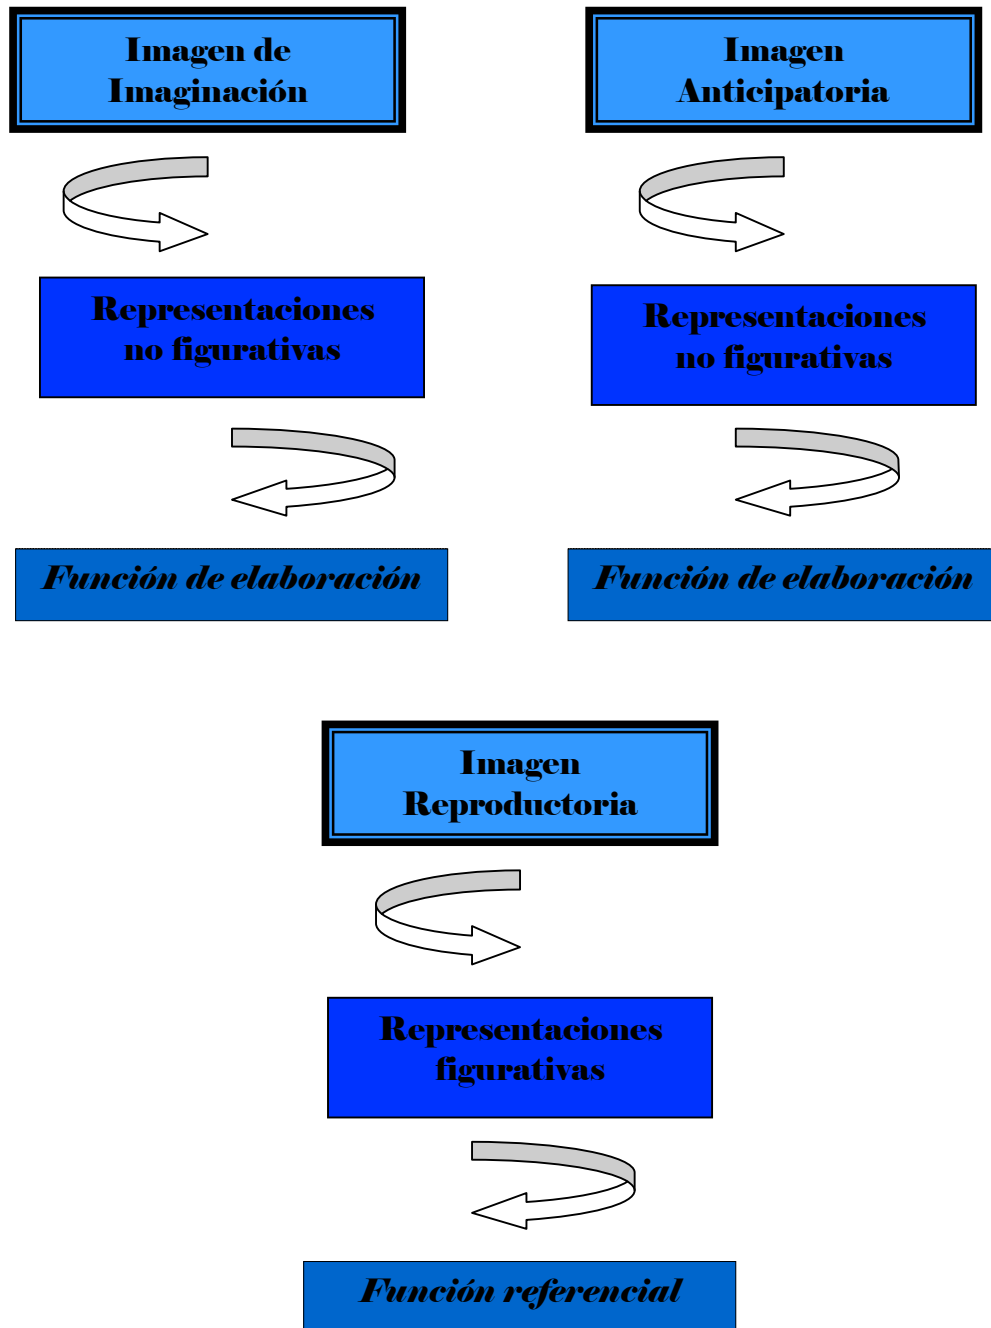 Imagen de
Imaginación
Representaciones
no figurativas
Función de elaboración
Imagen
Anticipatoria
Representaciones
no figurativas
Función de elaboración
Imagen
Reproductoria
Representaciones
figurativas
Función referencial